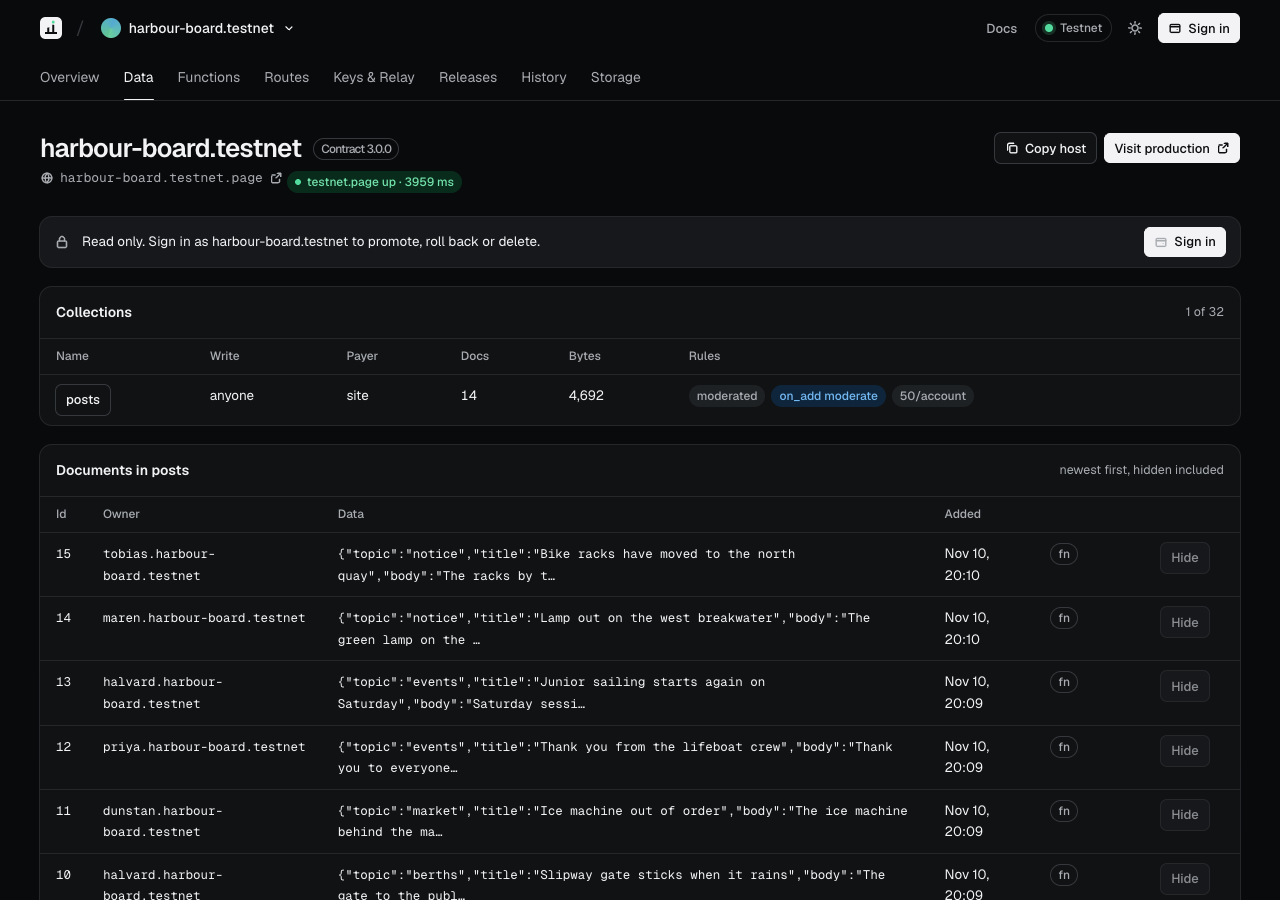 / harbour-board.testnet Docs Testnet Sign in
Overview Data Functions Routes Keys & Relay Releases History Storage
harbour-board.testnet Contract 3.0.0 Copy host Visit production
harbour-board.testnet.page testnet.page up · 3959 ms
Read only. Sign in as harbour-board.testnet to promote, roll back or delete. Sign in
Collections 1 of 32
Name Write Payer Docs Bytes Rules
posts anyone site 14 4,692 moderated on_add moderate 50/account
Documents in posts newest first, hidden included
Id Owner Data Added
15 tobias.harbour- {"topic":"notice","title":"Bike racks have moved to the north Nov 10, fn Hide
board.testnet quay","body":"The racks by t… 20:10
14 maren.harbour-board.testnet {"topic":"notice","title":"Lamp out on the west breakwater","body":"The Nov 10, fn Hide
green lamp on the … 20:10
13 halvard.harbour- {"topic":"events","title":"Junior sailing starts again on Nov 10, fn Hide
board.testnet Saturday","body":"Saturday sessi… 20:09
12 priya.harbour-board.testnet {"topic":"events","title":"Thank you from the lifeboat crew","body":"Thank Nov 10, fn Hide
you to everyone… 20:09
11 dunstan.harbour- {"topic":"market","title":"Ice machine out of order","body":"The ice machine Nov 10, fn Hide
board.testnet behind the ma… 20:09
10 halvard.harbour- {"topic":"berths","title":"Slipway gate sticks when it rains","body":"The Nov 10, fn Hide
board.testnet gate to the publ… 20:09